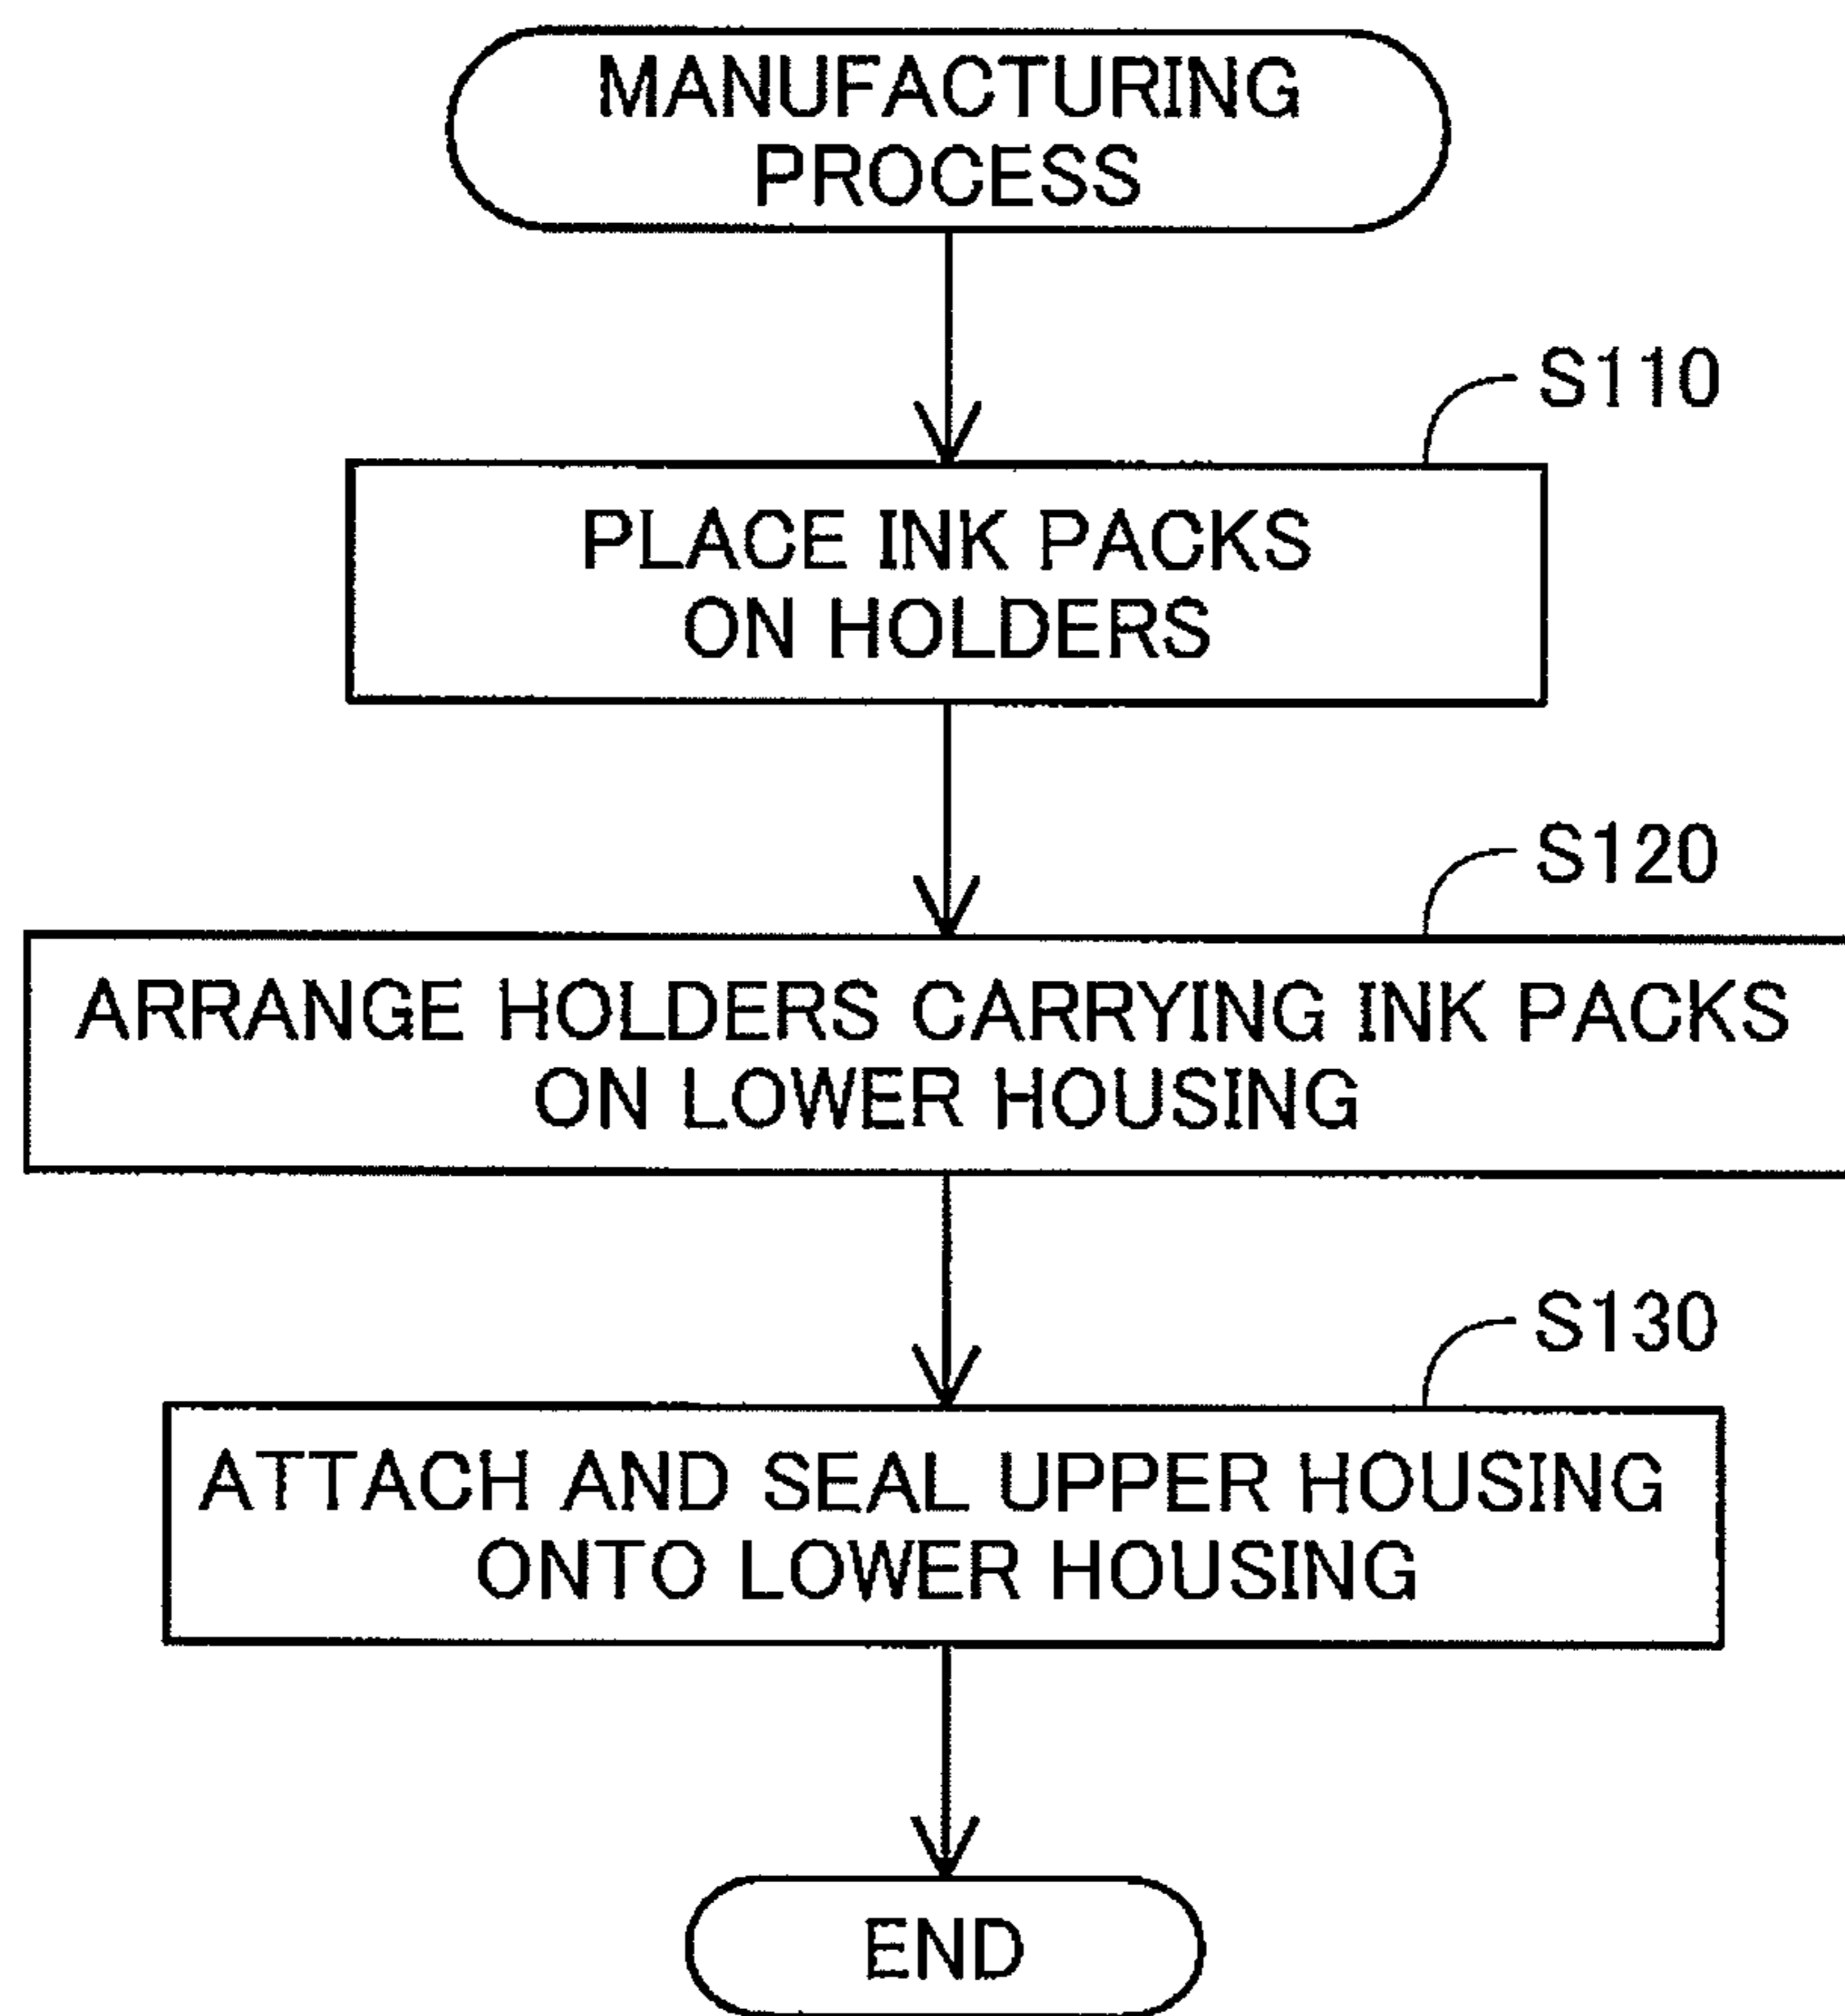 MANUFACTURING
PROCESS
S110
PLACE INK PACKS
ON HOLDERS
S120
ARRANGE HOLDERS CARRYING INK PACKS
ON LOWER HOUSING
S130
ATTACH AND SEAL UPPER HOUSING
ONTO LOWER HOUSING
END